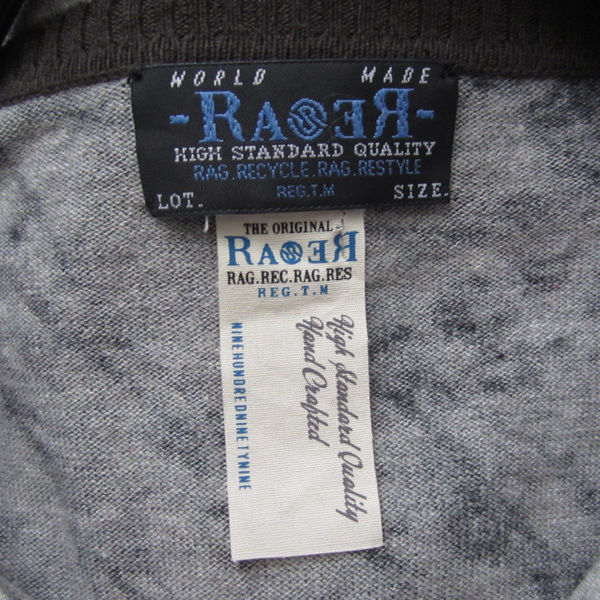 WORLD MADE
-RAGER-
HIGH STANDARD QUALITY
RAG.RECYCLE.RAG.RESTYLE
REG.T.M
LOT. SIZE.
THE ORIGINAL
RAGER
RAG.REC.RAG.RES
REG.T.M
High Standard Quality
Hand Crafted
NINEHUNDREDNINETYNINE